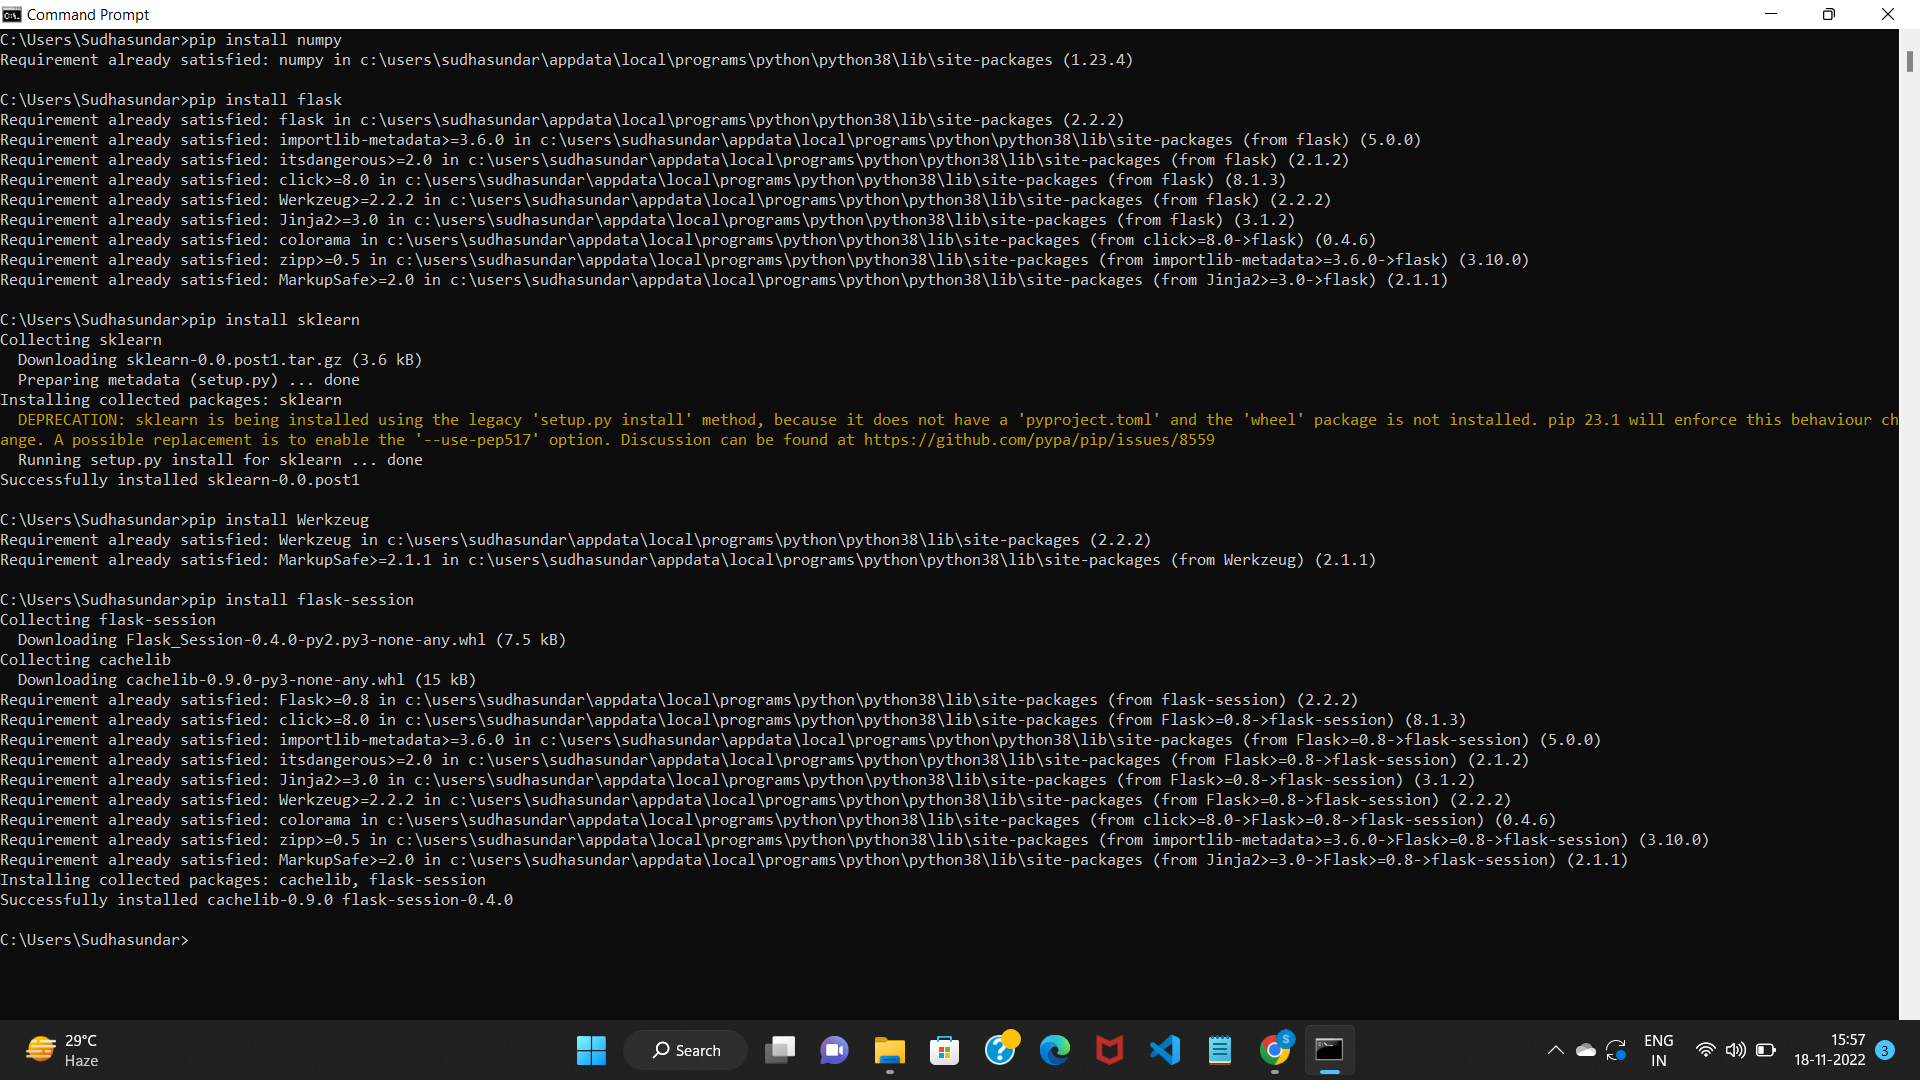 Command Prompt
C:\Users\Sudhasundar>pip install numpy
Requirement already satisfied: numpy in c:\users\sudhasundar\appdata\local\programs\python\python38\lib\site-packages (1.23.4)
C:\Users\Sudhasundar>pip install flask
Requirement already satisfied: flask in c:\users\sudhasundar\appdata\local\programs\python\python38\lib\site-packages (2.2.2)
Requirement already satisfied: importlib-metadata>=3.6.0 in c:\users\sudhasundar\appdata\local\programs\python\python38\lib\site-packages (from flask) (5.0.0)
Requirement already satisfied: itsdangerous>=2.0 in c:\users\sudhasundar\appdata\local\programs\python\python38\lib\site-packages (from flask) (2.1.2)
Requirement already satisfied: click>=8.0 in c:\users\sudhasundar\appdata\local\programs\python\python38\lib\site-packages (from flask) (8.1.3)
Requirement already satisfied: Werkzeug>=2.2.2 in c:\users\sudhasundar\appdata\local\programs\python\python38\lib\site-packages (from flask) (2.2.2)
Requirement already satisfied: Jinja2>=3.0 in c:\users\sudhasundar\appdata\local\programs\python\python38\lib\site-packages (from flask) (3.1.2)
Requirement already satisfied: colorama in c:\users\sudhasundar\appdata\local\programs\python\python38\lib\site-packages (from click>=8.0->flask) (0.4.6)
Requirement already satisfied: zipp>=0.5 in c:\users\sudhasundar\appdata\local\programs\python\python38\lib\site-packages (from importlib-metadata>=3.6.0->flask) (3.10.0)
Requirement already satisfied: MarkupSafe>=2.0 in c:\users\sudhasundar\appdata\local\programs\python\python38\lib\site-packages (from Jinja2>=3.0->flask) (2.1.1)
C:\Users\Sudhasundar>pip install sklearn
Collecting sklearn
Downloading sklearn-0.0.post1.tar.gz (3.6 kB)
Preparing metadata (setup.py) ... done
Installing collected packages: sklearn
DEPRECATION: sklearn is being installed using the legacy 'setup.py install' method, because it does not have a 'pyproject.toml' and the 'wheel' package is not installed. pip 23.1 will enforce this behaviour ch
ange. A possible replacement is to enable the '--use-pep517' option. Discussion can be found at https://github.com/pypa/pip/issues/8559
Running setup.py install for sklearn ... done
Successfully installed sklearn-0.0.post1
C:\Users\Sudhasundar>pip install Werkzeug
Requirement already satisfied: Werkzeug in c:\users\sudhasundar\appdata\local\programs\python\python38\lib\site-packages (2.2.2)
Requirement already satisfied: MarkupSafe>=2.1.1 in c:\users\sudhasundar\appdata\local\programs\python\python38\lib\site-packages (from Werkzeug) (2.1.1)
C:\Users\Sudhasundar>pip install flask-session
Collecting flask-session
Downloading Flask_Session-0.4.0-py2.py3-none-any.whl (7.5 kB)
Collecting cachelib
Downloading cachelib-0.9.0-py3-none-any.whl (15 kB)
Requirement already satisfied: Flask>=0.8 in c:\users\sudhasundar\appdata\local\programs\python\python38\lib\site-packages (from flask-session) (2.2.2)
Requirement already satisfied: click>=8.0 in c:\users\sudhasundar\appdata\local\programs\python\python38\lib\site-packages (from Flask>=0.8->flask-session) (8.1.3)
Requirement already satisfied: importlib-metadata>=3.6.0 in c:\users\sudhasundar\appdata\local\programs\python\python38\lib\site-packages (from Flask>=0.8->flask-session) (5.0.0)
Requirement already satisfied: itsdangerous>=2.0 in c:\users\sudhasundar\appdata\local\programs\python\python38\lib\site-packages (from Flask>=0.8->flask-session) (2.1.2)
Requirement already satisfied: Jinja2>=3.0 in c:\users\sudhasundar\appdata\local\programs\python\python38\lib\site-packages (from Flask>=0.8->flask-session) (3.1.2)
Requirement already satisfied: Werkzeug>=2.2.2 in c:\users\sudhasundar\appdata\local\programs\python\python38\lib\site-packages (from Flask>=0.8->flask-session) (2.2.2)
Requirement already satisfied: colorama in c:\users\sudhasundar\appdata\local\programs\python\python38\lib\site-packages (from click>=8.0->Flask>=0.8->flask-session) (0.4.6)
Requirement already satisfied: zipp>=0.5 in c:\users\sudhasundar\appdata\local\programs\python\python38\lib\site-packages (from importlib-metadata>=3.6.0->Flask>=0.8->flask-session) (3.10.0)
Requirement already satisfied: MarkupSafe>=2.0 in c:\users\sudhasundar\appdata\local\programs\python\python38\lib\site-packages (from Jinja2>=3.0->Flask>=0.8->flask-session) (2.1.1)
Installing collected packages: cachelib, flask-session
Successfully installed cachelib-0.9.0 flask-session-0.4.0
C:\Users\Sudhasundar>
29°C
Haze
Search
S
ENG
IN
15:57
18-11-2022
3